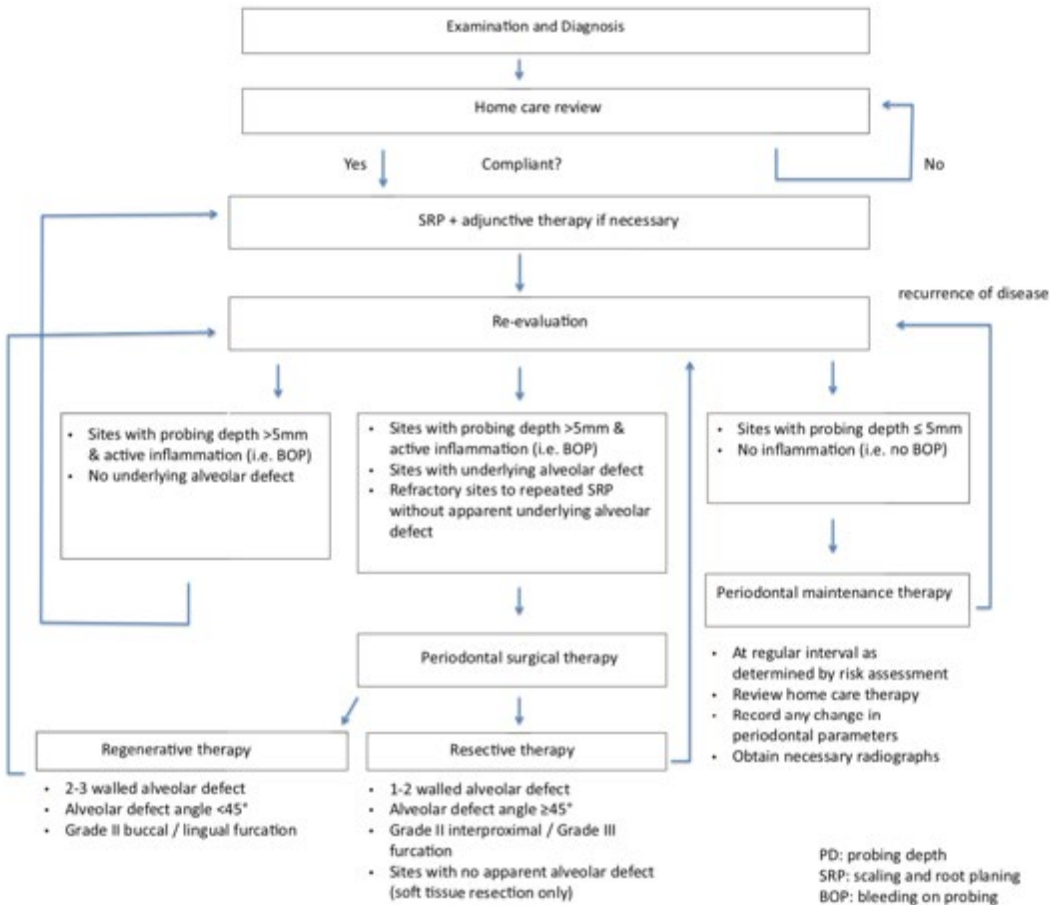 Examination and Diagnosis
Home care review
Yes
Compliant?
No
SRP + adjunctive therapy if necessary
recurrence of disease
Re-evaluation
• Sites with probing depth >5mm
& active inflammation (i.e. BOP)
• No underlying alveolar defect
• Sites with probing depth >5mm &
active inflammation (i.e. BOP)
• Sites with underlying alveolar defect
• Refractory sites to repeated SRP
without apparent underlying alveolar
defect
• Sites with probing depth ≤ 5mm
• No inflammation (i.e. no BOP)
Periodontal maintenance therapy
• At regular interval as
determined by risk assessment
• Review home care therapy
• Record any change in
periodontal parameters
• Obtain necessary radiographs
Periodontal surgical therapy
Regenerative therapy
• 2-3 walled alveolar defect
• Alveolar defect angle <45°
• Grade II buccal / lingual furcation
Resective therapy
• 1-2 walled alveolar defect
• Alveolar defect angle ≥45°
• Grade II interproximal / Grade III
furcation
• Sites with no apparent alveolar defect
(soft tissue resection only)
PD: probing depth
SRP: scaling and root planing
BOP: bleeding on probing